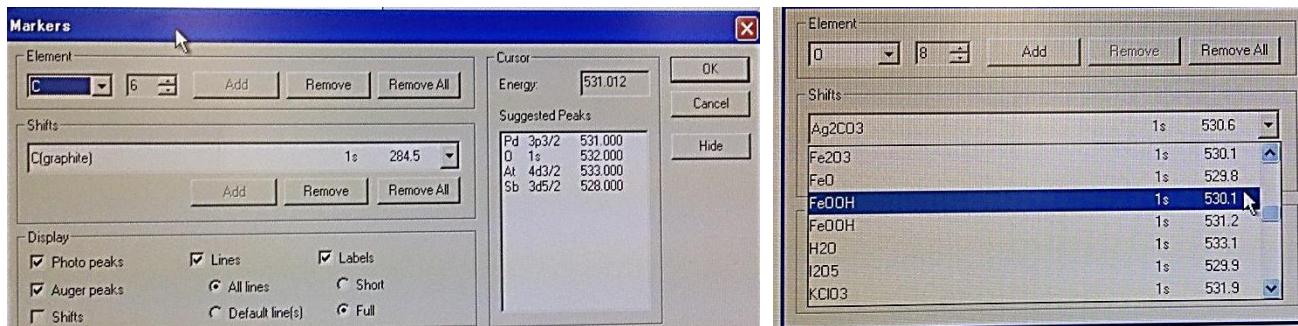 Markers
Element
C 6 Add Remove Remove All
Shifts
C(graphite) 1s 284.5
Add Remove Remove All
Display
Photo peaks Lines Labels
Auger peaks All lines Short
Shifts Default line(s) Full
Cursor
Energy: 531.012
Suggested Peaks
Pd 3p3/2 531.000
O 1s 532.000
At 4d3/2 533.000
Sb 3d5/2 528.000
OK
Cancel
Hide
Element
O 8 Add Remove Remove All
Shifts
Ag2CO3 1s 530.6
Fe2O3 1s 530.1
FeO 1s 529.8
FeOOH 1s 530.1
FeOOH 1s 531.2
H2O 1s 533.1
I2O5 1s 529.9
KClO3 1s 531.9